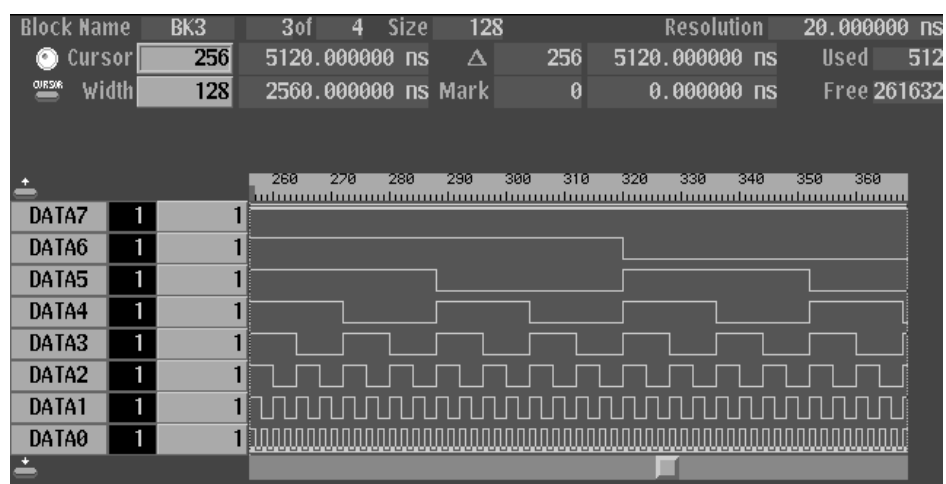 Block Name BK3 3of 4 Size 128 Resolution 20.000000 ns
Cursor 256 5120.000000 ns Δ 256 5120.000000 ns Used 512
CURSOR Width 128 2560.000000 ns Mark 0 0.000000 ns Free 261632
260 270 280 290 300 310 320 330 340 350 360
DATA7 1 1
DATA6 1 1
DATA5 1 1
DATA4 1 1
DATA3 1 1
DATA2 1 1
DATA1 1 1
DATA0 1 1